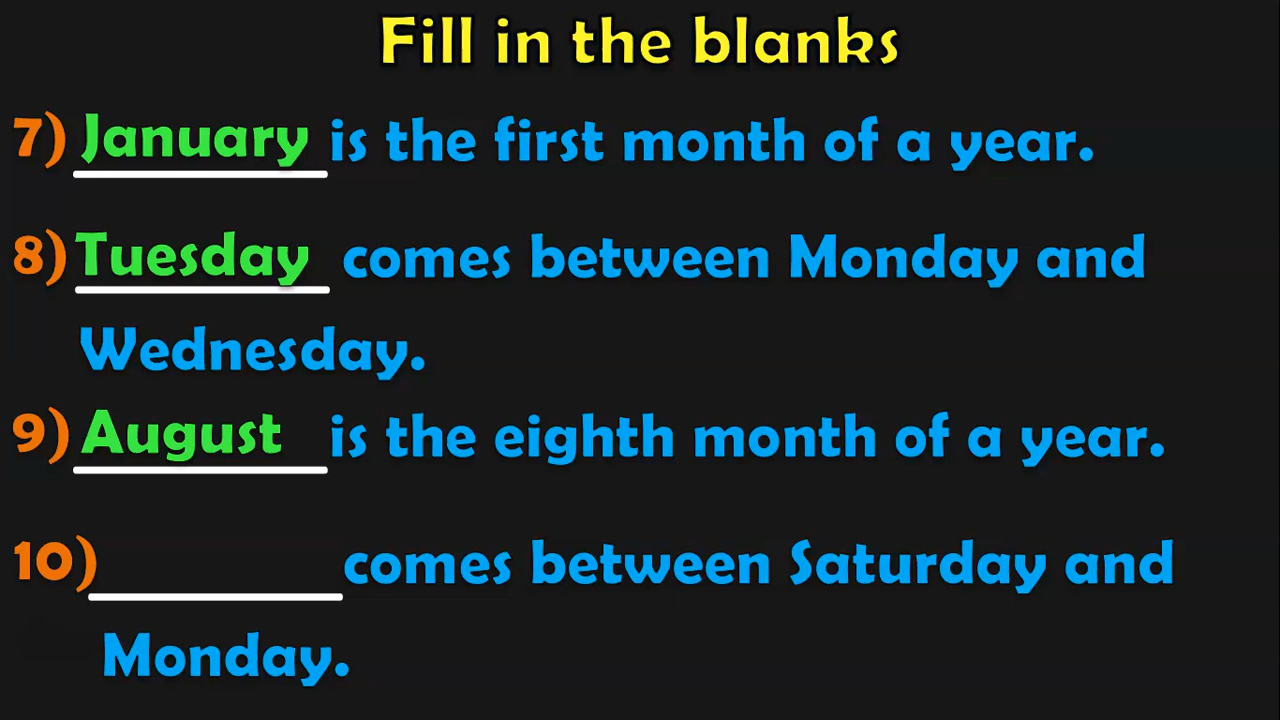 Fill in the blanks
7) January is the first month of a year.
8) Tuesday comes between Monday and
Wednesday.
9) August is the eighth month of a year.
10)________ comes between Saturday and
Monday.